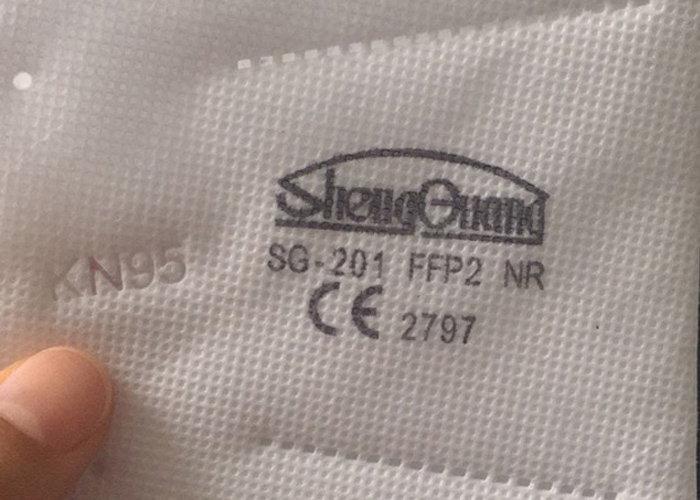 ShengGuang
KN95
SG-201 FFP2 NR
CE 2797